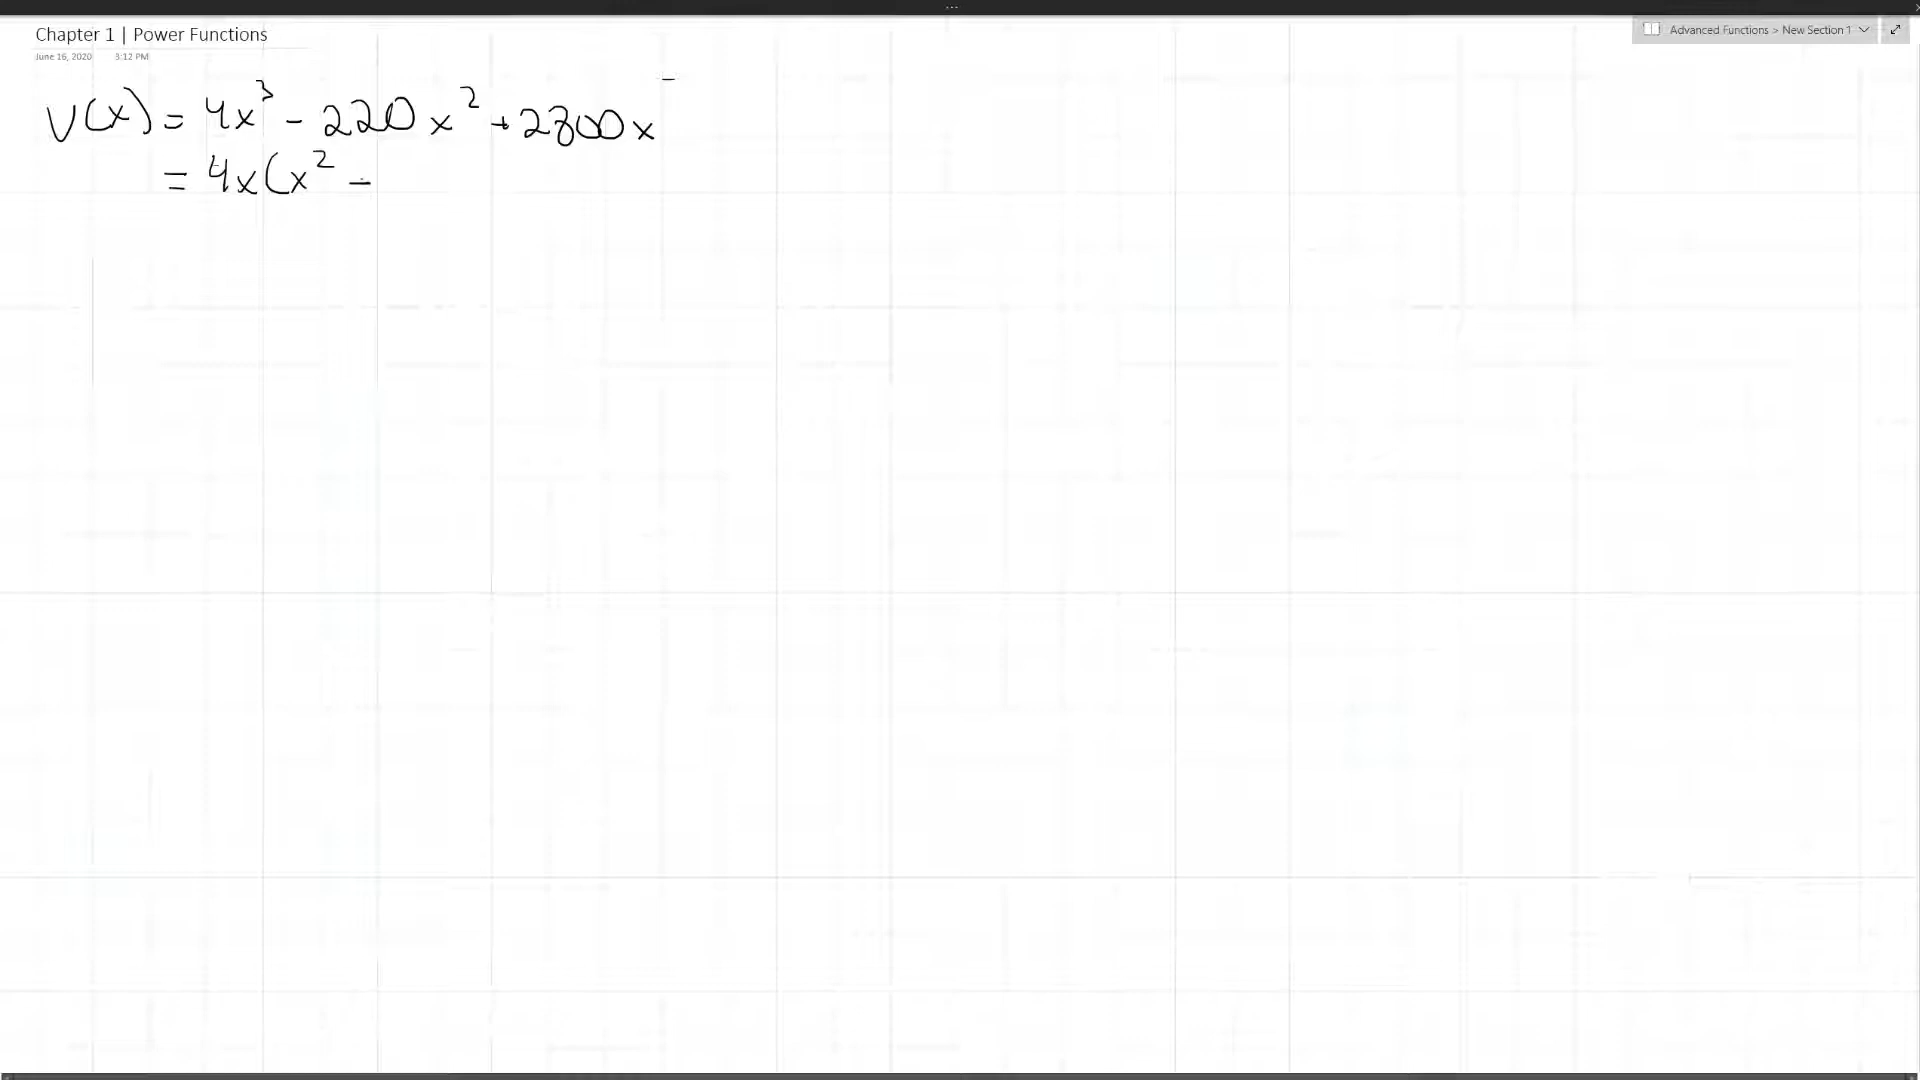 Chapter 1 | Power Functions
Advanced Functions > New Section 1
June 16, 2020 3:12 PM
V(x) = 4x³ - 220x² + 2800x
= 4x(x² -